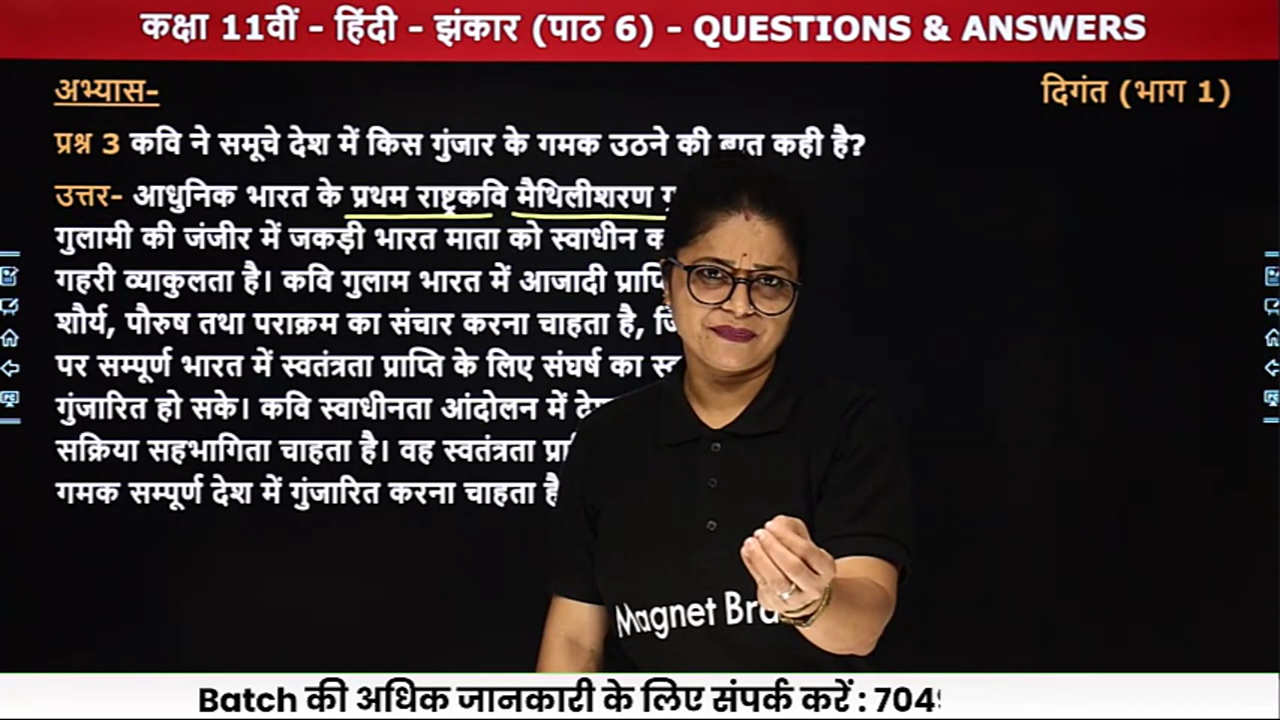 कक्षा 11वीं - हिंदी - झंकार (पाठ 6) - QUESTIONS & ANSWERS
अभ्यास-
दिगंत (भाग 1)
प्रश्न 3 कवि ने समूचे देश में किस गुंजार के गमक उठने की बात कही है?
उत्तर- आधुनिक भारत के प्रथम राष्ट्रकवि मैथिलीशरण
गुलामी की जंजीर में जकड़ी भारत माता को स्वाधीन
गहरी व्याकुलता है। कवि गुलाम भारत में आजादी
शौर्य, पौरुष तथा पराक्रम का संचार करना चाहता है,
पर सम्पूर्ण भारत में स्वतंत्रता प्राप्ति के लिए संघर्ष का
गुंजारित हो सके। कवि स्वाधीनता आंदोलन में
सक्रिया सहभागिता चाहता है। वह स्वतंत्रता
गमक सम्पूर्ण देश में गुंजारित करना चाहता है
Magnet
Batch की अधिक जानकारी के लिए संपर्क करें : 704